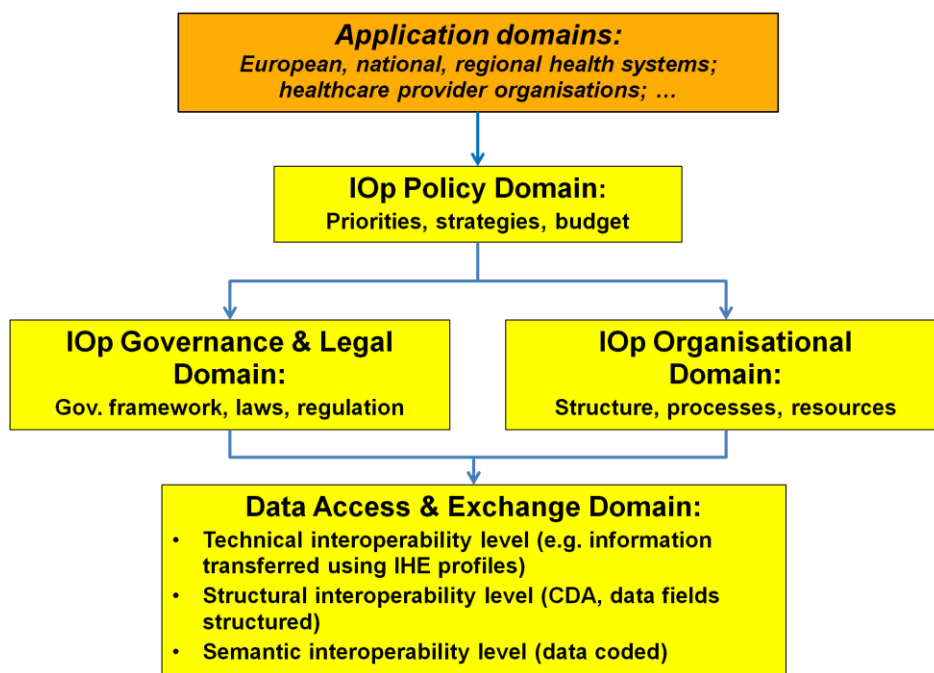 Application domains:
European, national, regional health systems;
healthcare provider organisations; …
IOp Policy Domain:
Priorities, strategies, budget
IOp Governance & Legal
Domain:
Gov. framework, laws, regulation
IOp Organisational
Domain:
Structure, processes, resources
Data Access & Exchange Domain:
• Technical interoperability level (e.g. information
transferred using IHE profiles)
• Structural interoperability level (CDA, data fields
structured)
• Semantic interoperability level (data coded)